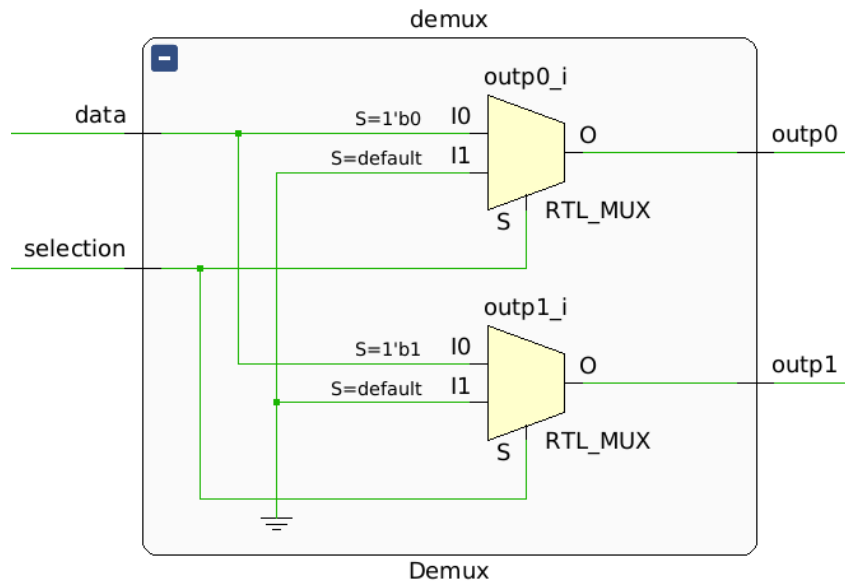 demux
outp0_i
data
S=1'b0 I0
O
outp0
S=default I1
S
RTL_MUX
selection
outp1_i
S=1'b1 I0
O
outp1
S=default I1
S
RTL_MUX
Demux